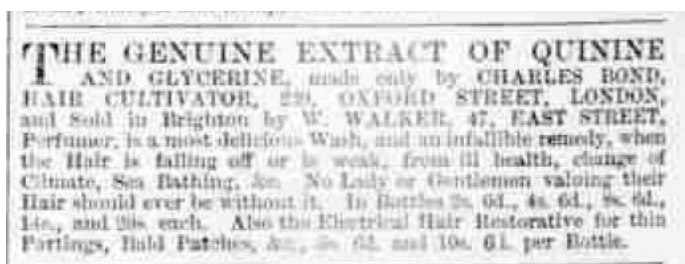 THE GENUINE EXTRACT OF QUININE
AND GLYCERINE, made only by CHARLES BOND,
HAIR CULTIVATOR, 229, OXFORD STREET, LONDON,
and Sold in Brighton by W. WALKER, 47, EAST STREET,
Perfumer, is a most delicious Wash, and an infallible remedy, when
the Hair is falling off or is weak, from ill health, change of
Climate, Sea Bathing, &c. No Lady or Gentlemen valuing their
Hair should ever be without it. In Bottles 2s. 6d., 4s. 6d., 8s. 6d.,
14s., and 20s. each. Also the Electrical Hair Restorative for thin
Partings, Bald Patches, &c., 6d. and 10s. 6d. per Bottle.